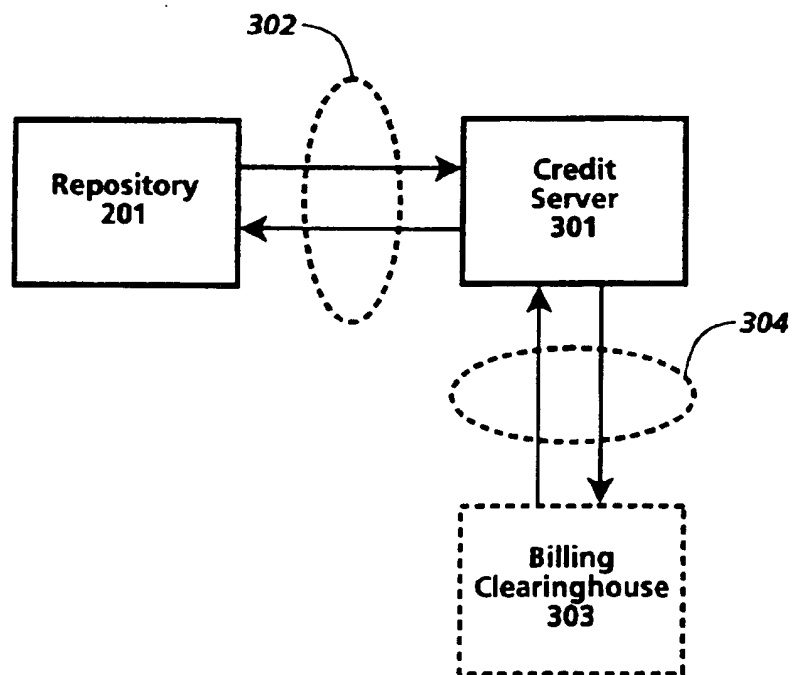 302
Repository
201
Credit
Server
301
304
Billing
Clearinghouse
303